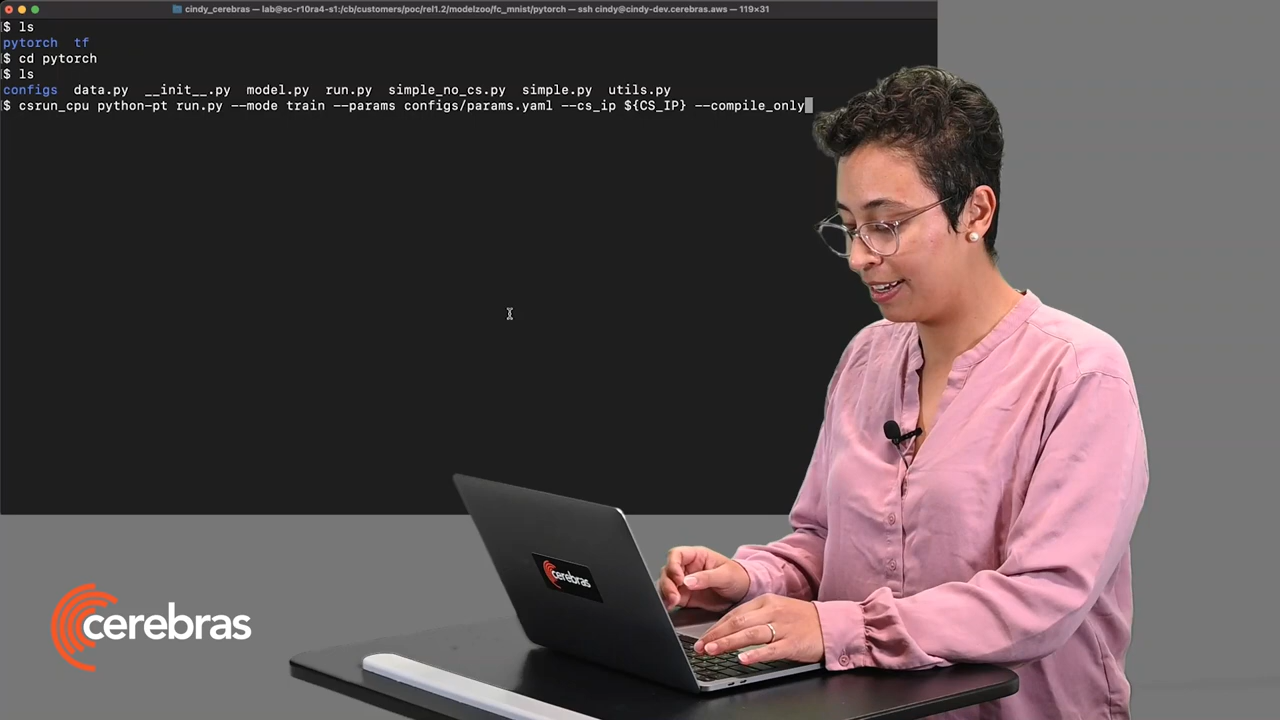 cindy_cerebras — lab@sc-r10ra4-s1:/cb/customers/poc/rel1.2/modelzoo/fc_mnist/pytorch — ssh cindy@cindy-dev.cerebras.aws — 119×31
$ ls
pytorch tf
$ cd pytorch
$ ls
configs data.py __init__.py model.py run.py simple_no_cs.py simple.py utils.py
$ csrun_cpu python-pt run.py --mode train --params configs/params.yaml --cs_ip ${CS_IP} --compile_only
cerebras
cerebras